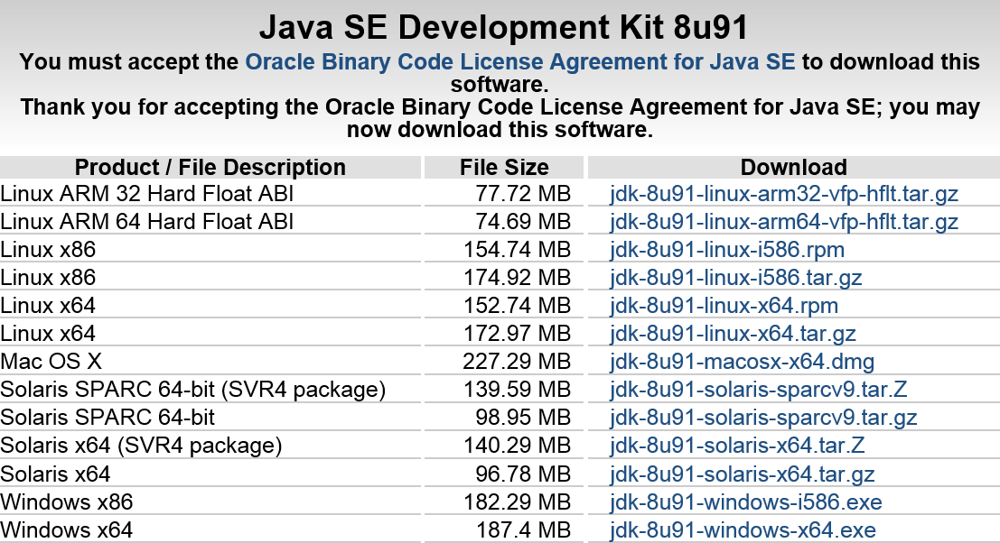 Java SE Development Kit 8u91
You must accept the Oracle Binary Code License Agreement for Java SE to download this
software.
Thank you for accepting the Oracle Binary Code License Agreement for Java SE; you may
now download this software.
Product / File Description File Size Download
Linux ARM 32 Hard Float ABI 77.72 MB jdk-8u91-linux-arm32-vfp-hflt.tar.gz
Linux ARM 64 Hard Float ABI 74.69 MB jdk-8u91-linux-arm64-vfp-hflt.tar.gz
Linux x86 154.74 MB jdk-8u91-linux-i586.rpm
Linux x86 174.92 MB jdk-8u91-linux-i586.tar.gz
Linux x64 152.74 MB jdk-8u91-linux-x64.rpm
Linux x64 172.97 MB jdk-8u91-linux-x64.tar.gz
Mac OS X 227.29 MB jdk-8u91-macosx-x64.dmg
Solaris SPARC 64-bit (SVR4 package) 139.59 MB jdk-8u91-solaris-sparcv9.tar.Z
Solaris SPARC 64-bit 98.95 MB jdk-8u91-solaris-sparcv9.tar.gz
Solaris x64 (SVR4 package) 140.29 MB jdk-8u91-solaris-x64.tar.Z
Solaris x64 96.78 MB jdk-8u91-solaris-x64.tar.gz
Windows x86 182.29 MB jdk-8u91-windows-i586.exe
Windows x64 187.4 MB jdk-8u91-windows-x64.exe